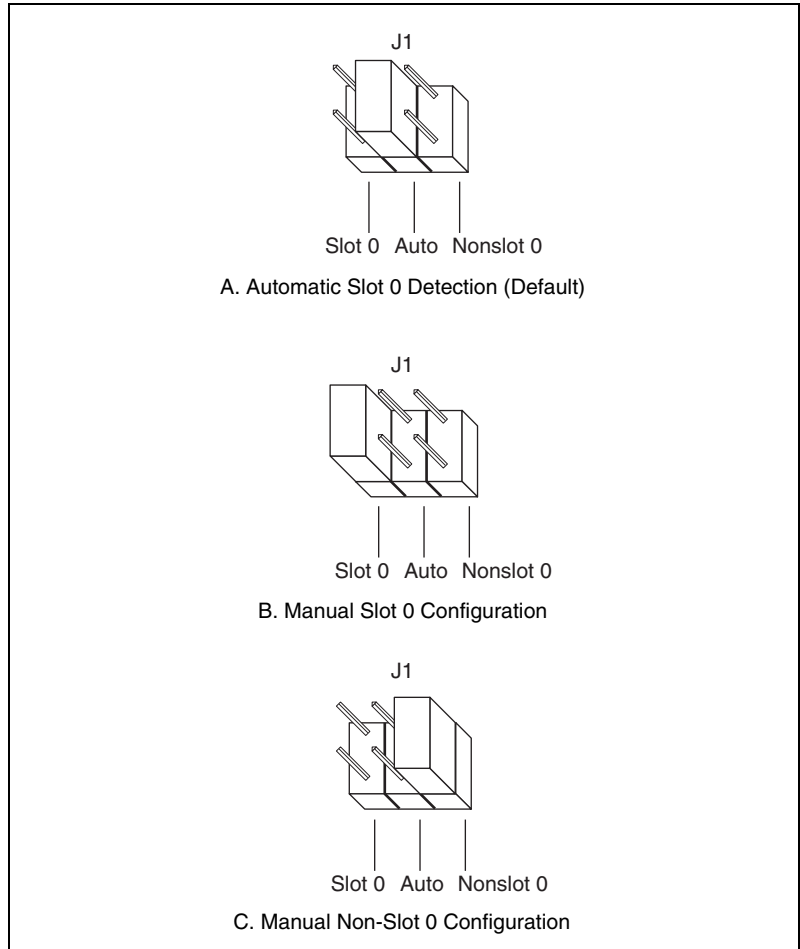 J1
Slot 0 Auto Nonslot 0
A. Automatic Slot 0 Detection (Default)
J1
Slot 0 Auto Nonslot 0
B. Manual Slot 0 Configuration
J1
Slot 0 Auto Nonslot 0
C. Manual Non-Slot 0 Configuration